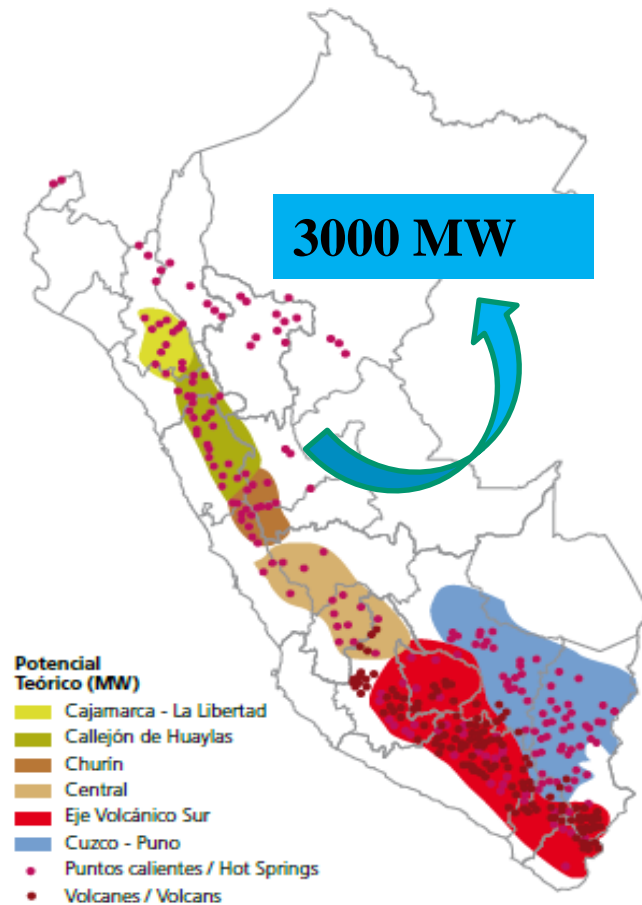 3000 MW
Potencial
Teórico (MW)
Cajamarca - La Libertad
Callejón de Huaylas
Churín
Central
Eje Volcánico Sur
Cuzco - Puno
Puntos calientes / Hot Springs
Volcanes / Volcans